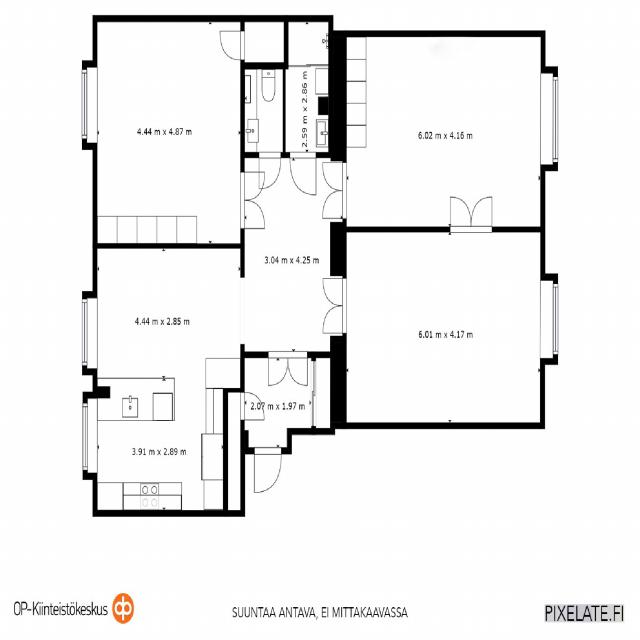 4.44 m x 4.87 m
2.59 m x 2.86 m
6.02 m x 4.16 m
3.04 m x 4.25 m
4.44 m x 2.85 m
6.01 m x 4.17 m
2.07 m x 1.97 m
3.91 m x 2.89 m
OP-Kiinteistökeskus
SUUNTAA ANTAVA, EI MITTAKAAVASSA
PIXELATE.FI